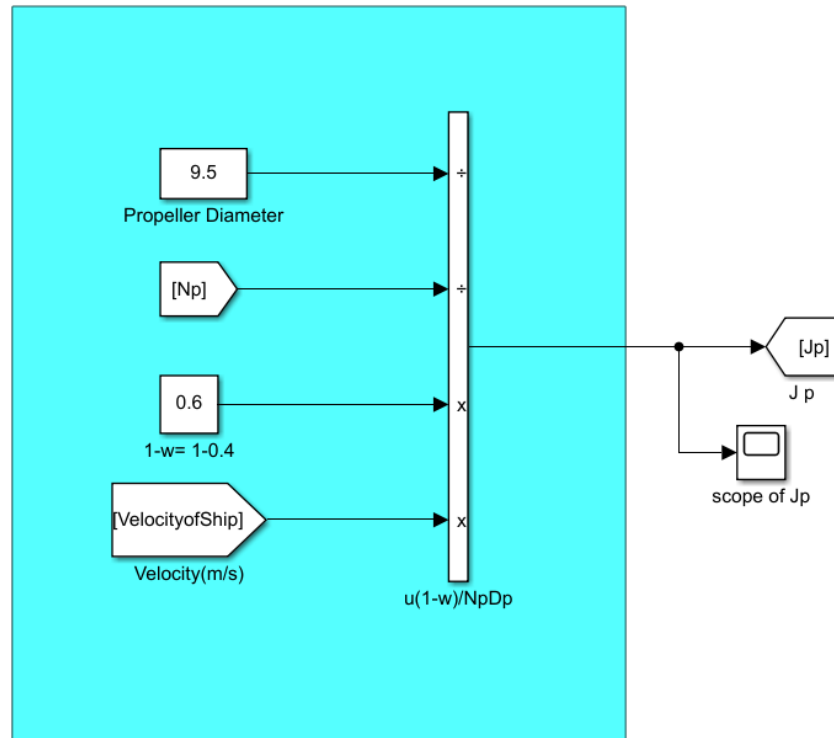 9.5
÷
Propeller Diameter
[Np]
÷
[Jp]
J p
0.6
x
1-w= 1-0.4
scope of Jp
[VelocityofShip]
x
Velocity(m/s)
u(1-w)/NpDp